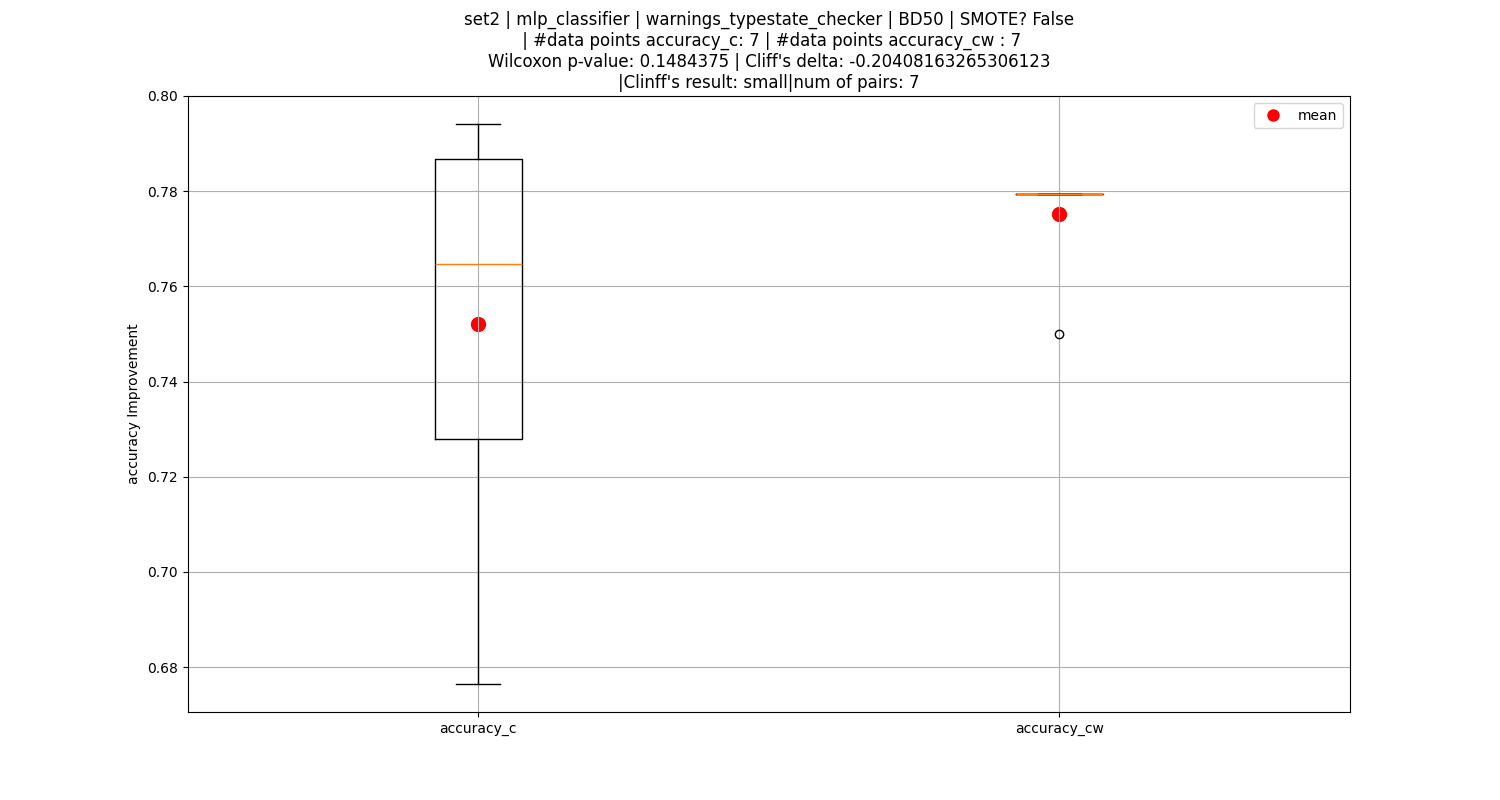 set2 | mlp_classifier | warnings_typestate_checker | BD50 | SMOTE? False
| #data points accuracy_c: 7 | #data points accuracy_cw : 7
Wilcoxon p-value: 0.1484375 | Cliff's delta: -0.20408163265306123
|Clinff's result: small|num of pairs: 7
mean
0.80
0.78
0.76
0.74
0.72
0.70
0.68
accuracy Improvement
accuracy_c
accuracy_cw